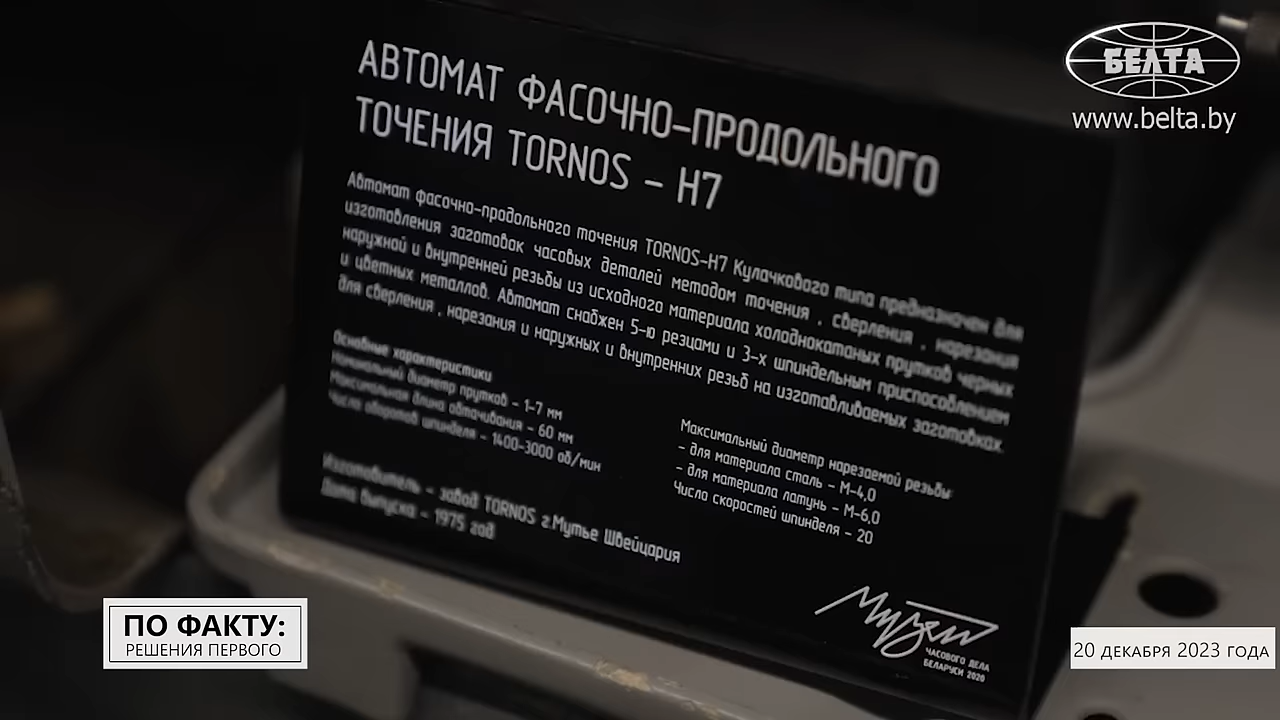 БЕЛТА
www.belta.by
АВТОМАТ ФАСОЧНО-ПРОДОЛЬНОГО
ТОЧЕНИЯ TORNOS - H7
Автомат фасочно-продольного точения TORNOS-H7 Кулачкового типа предназначен для
изготовления заготовок часовых деталей методом точения , сверления , нарезания
наружной и внутренней резьбы из исходного материала холоднокатаных прутков черных
и цветных металлов. Автомат снабжен 5-ю резцами и 3-х шпиндельным приспособлением
для сверления , нарезания и наружных и внутренних резьб на изготавливаемых заготовках.
Основные характеристики
Номинальный диаметр прутков - 1-7 мм
Максимальная длина обтачивания - 60 мм
Число оборотов шпинделя - 1400-3000 об/мин
Максимальный диаметр нарезаемой резьбы
- для материала сталь - М-4,0
- для материала латунь - М-6,0
Число скоростей шпинделя - 20
Изготовитель - завод TORNOS г.Мутье Швейцария
Дата выпуска - 1975 год
Музей
ЧАСОВОГО ДЕЛА
БЕЛАРУСИ 2020
ПО ФАКТУ:
РЕШЕНИЯ ПЕРВОГО
20 ДЕКАБРЯ 2023 ГОДА